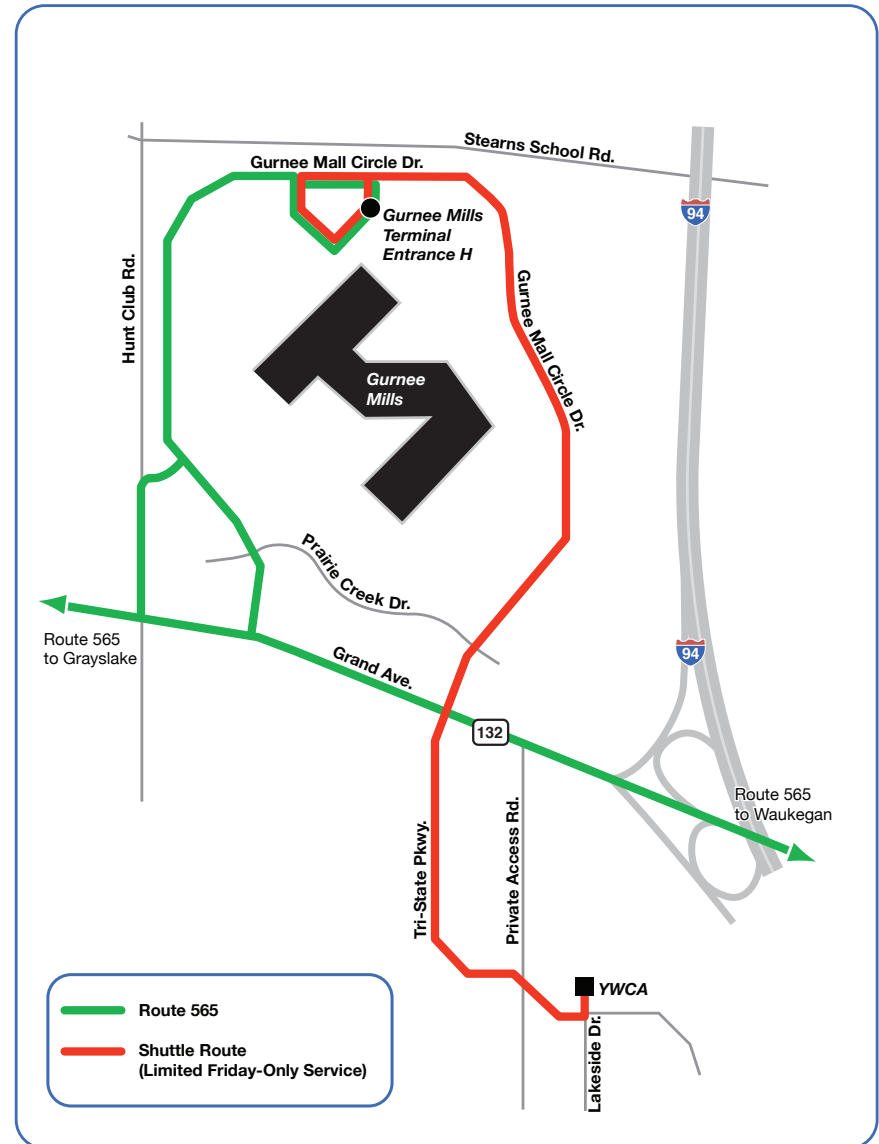 Stearns School Rd.
Gurnee Mall Circle Dr.
94
Gurnee Mills
Terminal
Entrance H
Hunt Club Rd.
Gurnee Mall Circle Dr.
Gurnee
Mills
Prairie Creek Dr.
Route 565
to Grayslake
Grand Ave.
94
132
Route 565
to Waukegan
Tri-State Pkwy.
Private Access Rd.
YWCA
Lakeside Dr.
Route 565
Shuttle Route
(Limited Friday-Only Service)